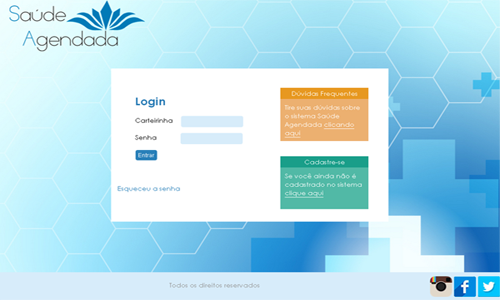 Saúde
Agendada
Login
Carteirinha
Senha
Entrar
Esqueceu a senha
Dúvidas Frequentes
Tire suas dúvidas sobre
o sistema Saúde
Agendada clicando
aqui
Cadastre-se
Se você ainda não é
cadastrado no sistema
clique aqui
Todos os direitos reservados